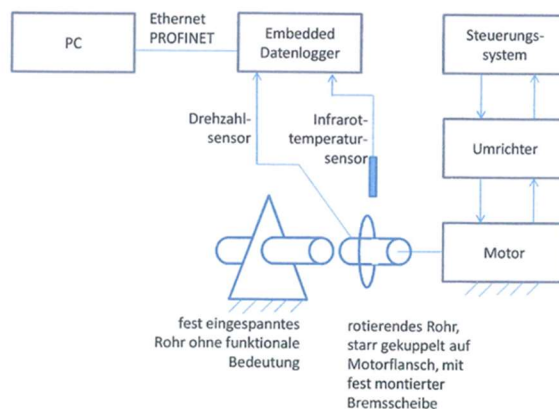 PC
Ethernet
PROFINET
Embedded
Datenlogger
Steuerungs-
system
Drehzahl-
sensor
Infrarot-
temperatur-
sensor
Umrichter
Motor
fest eingespanntes
Rohr ohne funktionale
Bedeutung
rotierendes Rohr,
starr gekuppelt auf
Motorflansch, mit
fest montierter
Bremsscheibe